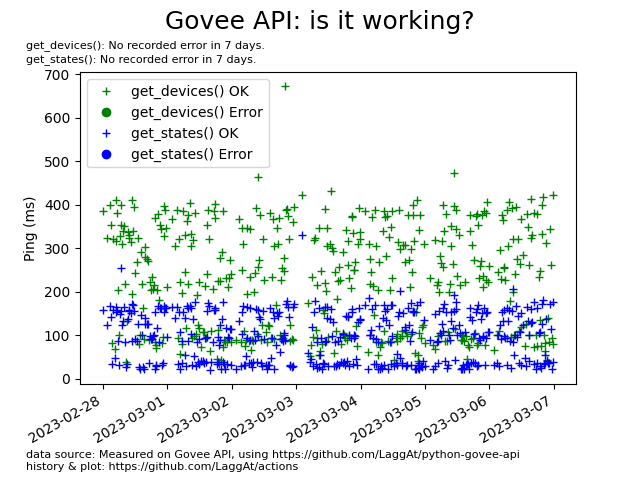 Govee API: is it working?
get_devices(): No recorded error in 7 days.
get_states(): No recorded error in 7 days.
get_devices() OK
get_devices() Error
get_states() OK
get_states() Error
Ping (ms)
700
600
500
400
300
200
100
0
2023-02-28
2023-03-01
2023-03-02
2023-03-03
2023-03-04
2023-03-05
2023-03-06
2023-03-07
data source: Measured on Govee API, using https://github.com/LaggAt/python-govee-api
history & plot: https://github.com/LaggAt/actions